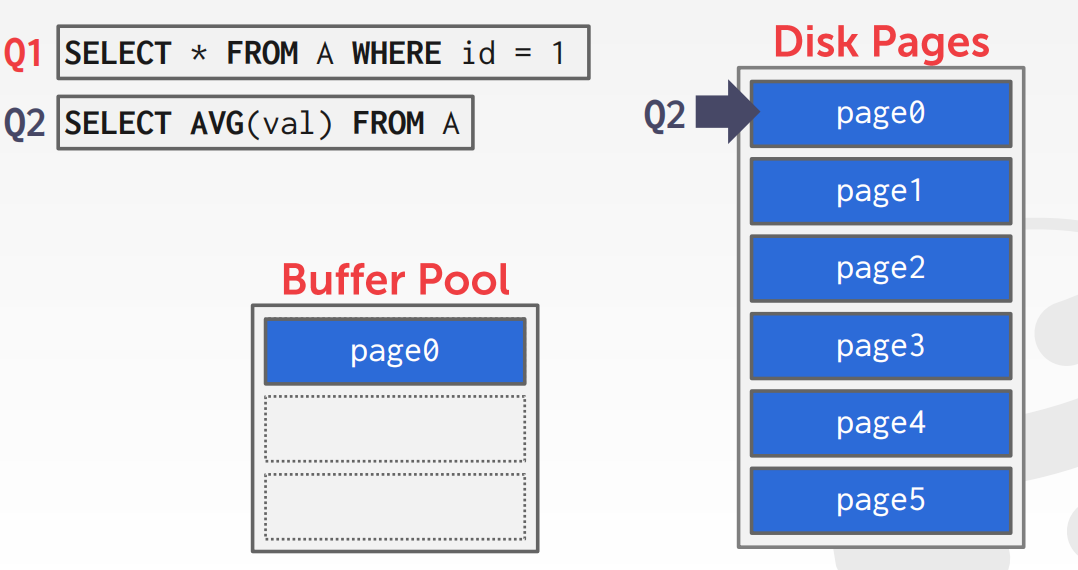 Q1 SELECT * FROM A WHERE id = 1
Q2 SELECT AVG(val) FROM A
Buffer Pool
page0
Disk Pages
Q2
page0
page1
page2
page3
page4
page5